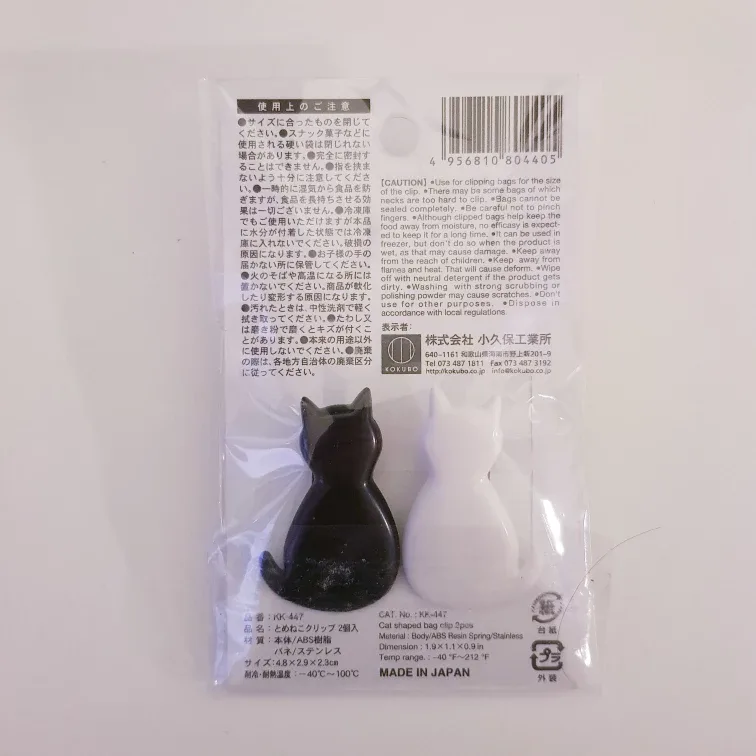 使用上のご注意
●サイズに合ったものを閉じて
ください。●スナック菓子などに
使用される硬い袋は閉じれない
場合があります。●完全に密封す
ることはできません。●指を挟ま
ないよう十分に注意してくださ
い。●一時的に湿気から食品を防
ぎますが、食品を長持ちさせる効
果は一切ございません。●冷凍庫
でもご使用いただけますが本品
に水分が付着した状態では冷凍
庫に入れないでください。破損の
原因になります。●お子様の手の
届かない所に保管してください。
●火のそばや高温になる所には
置かないでください。商品が軟化
したり変形する原因になります。
●汚れたときは、中性洗剤で軽く
拭き取ってください。●たわし又
は磨き粉で磨くとキズが付くこ
とがあります。●本来の用途以外
に使用しないでください。●廃棄
の際は、各地方自治体の廃棄区分
に従ってください。
4 956810 804405
[CAUTION] ●Use for clipping bags for the size
of the clip. ●There may be some bags of which
necks are too hard to clip. ●Bags cannot be
sealed completely. ●Be careful not to pinch
fingers. ●Although clipped bags help keep the
food away from moisture, no efficasy is expect-
ed to keep it for a long time. ●It can be used in
freezer, but don't do so when the product is
wet, as that may cause damage. ●Keep away
from the reach of children. ●Keep away from
flames and heat. That will cause deform. ●Wipe
off with neutral detergent if the product gets
dirty. ●Washing with strong scrubbing or
polishing powder may cause scratches. ●Don't
use for other purposes. ●Dispose in
accordance with local regulations.
表示者:
KOKUBO
株式会社 小久保工業所
640-1161 和歌山県海南市野上新201-9
Tel 073 487 1811 Fax 073 487 3192
http://kokubo.co.jp info@kokubo.co.jp
品番:KK-447
品名:とめねこクリップ 2個入
材質:本体/ABS樹脂
バネ/ステンレス
サイズ:4.8×2.9×2.3cm
耐冷・耐熱温度:-40℃~100℃
CAT. No.: KK-447
Cat shaped bag clip 2pcs
Material : Body/ABS Resin Spring/Stainless
Dimension : 1.9×1.1×0.9 in
Temp range. : -40 °F~212 °F
MADE IN JAPAN
紙
台紙
プラ
外装